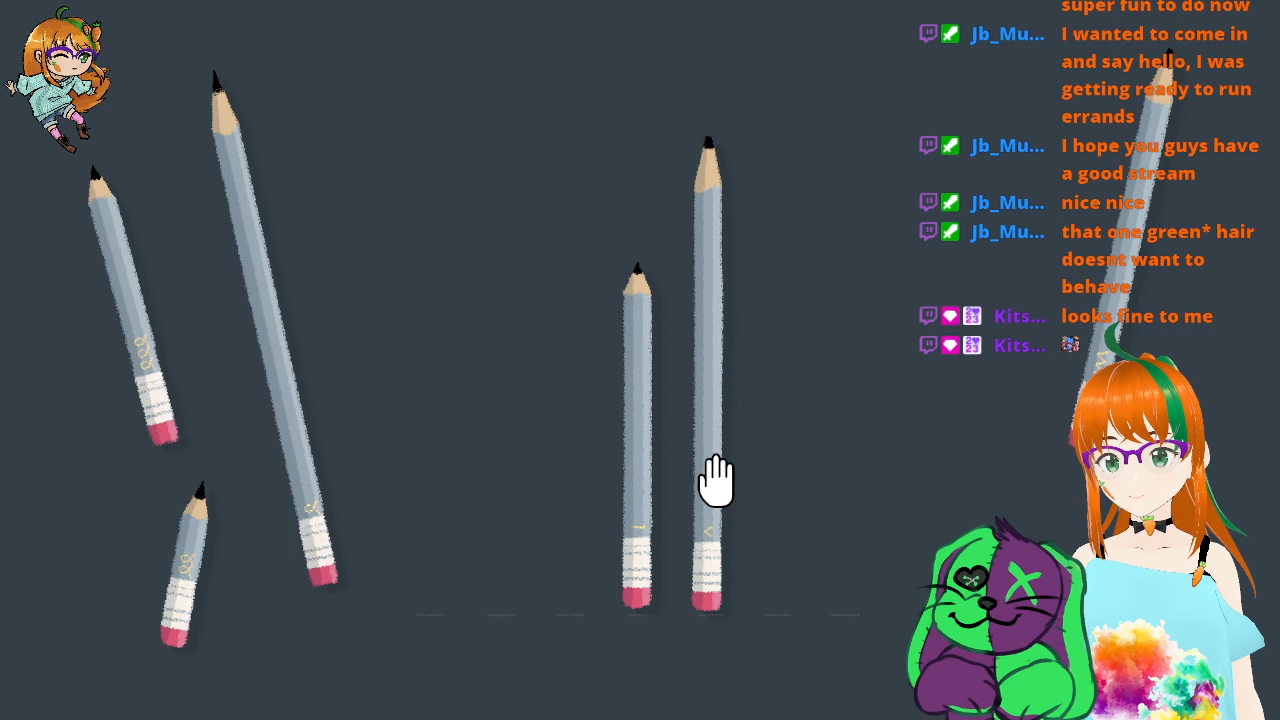 super fun to do now
Jb_Mu... I wanted to come in
and say hello, I was
getting ready to run
errands
Jb_Mu... I hope you guys have
a good stream
Jb_Mu... nice nice
Jb_Mu... that one green* hair
doesnt want to
behave
Kits... looks fine to me
Kits...